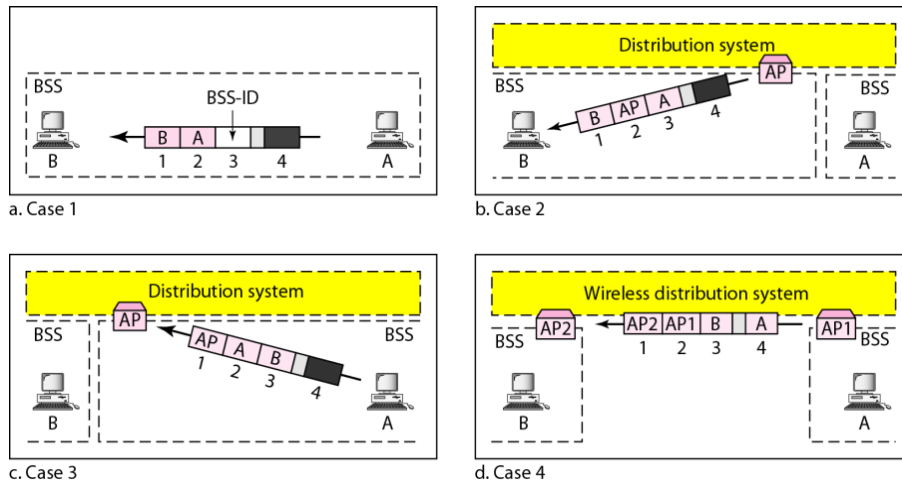 BSS
BSS-ID
B A
1 2 3 4
B
A
a. Case 1
Distribution system
AP
BSS
BSS
B AP A
1 2 3 4
B
A
b. Case 2
Distribution system
AP
BSS
BSS
AP A B
1 2 3 4
B
A
c. Case 3
Wireless distribution system
AP2
AP1
BSS
BSS
AP2 AP1 B A
1 2 3 4
B
A
d. Case 4